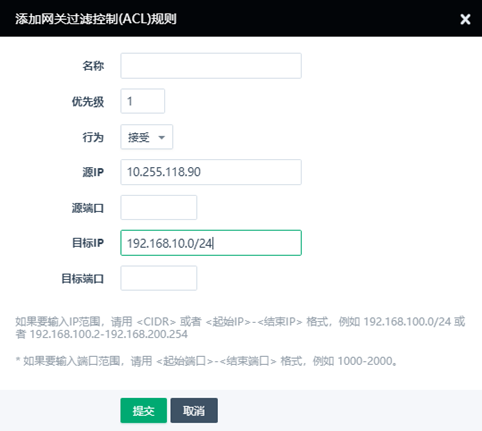 添加网关过滤控制(ACL)规则
名称
优先级 1
行为 接受
源IP 10.255.118.90
源端口
目标IP 192.168.10.0/24
目标端口
如果要输入IP范围，请用 <CIDR> 或者 <起始IP>-<结束IP> 格式，例如 192.168.100.0/24 或
者 192.168.100.2-192.168.200.254
* 如果要输入端口范围，请用 <起始端口>-<结束端口> 格式，例如 1000-2000。
提交 取消